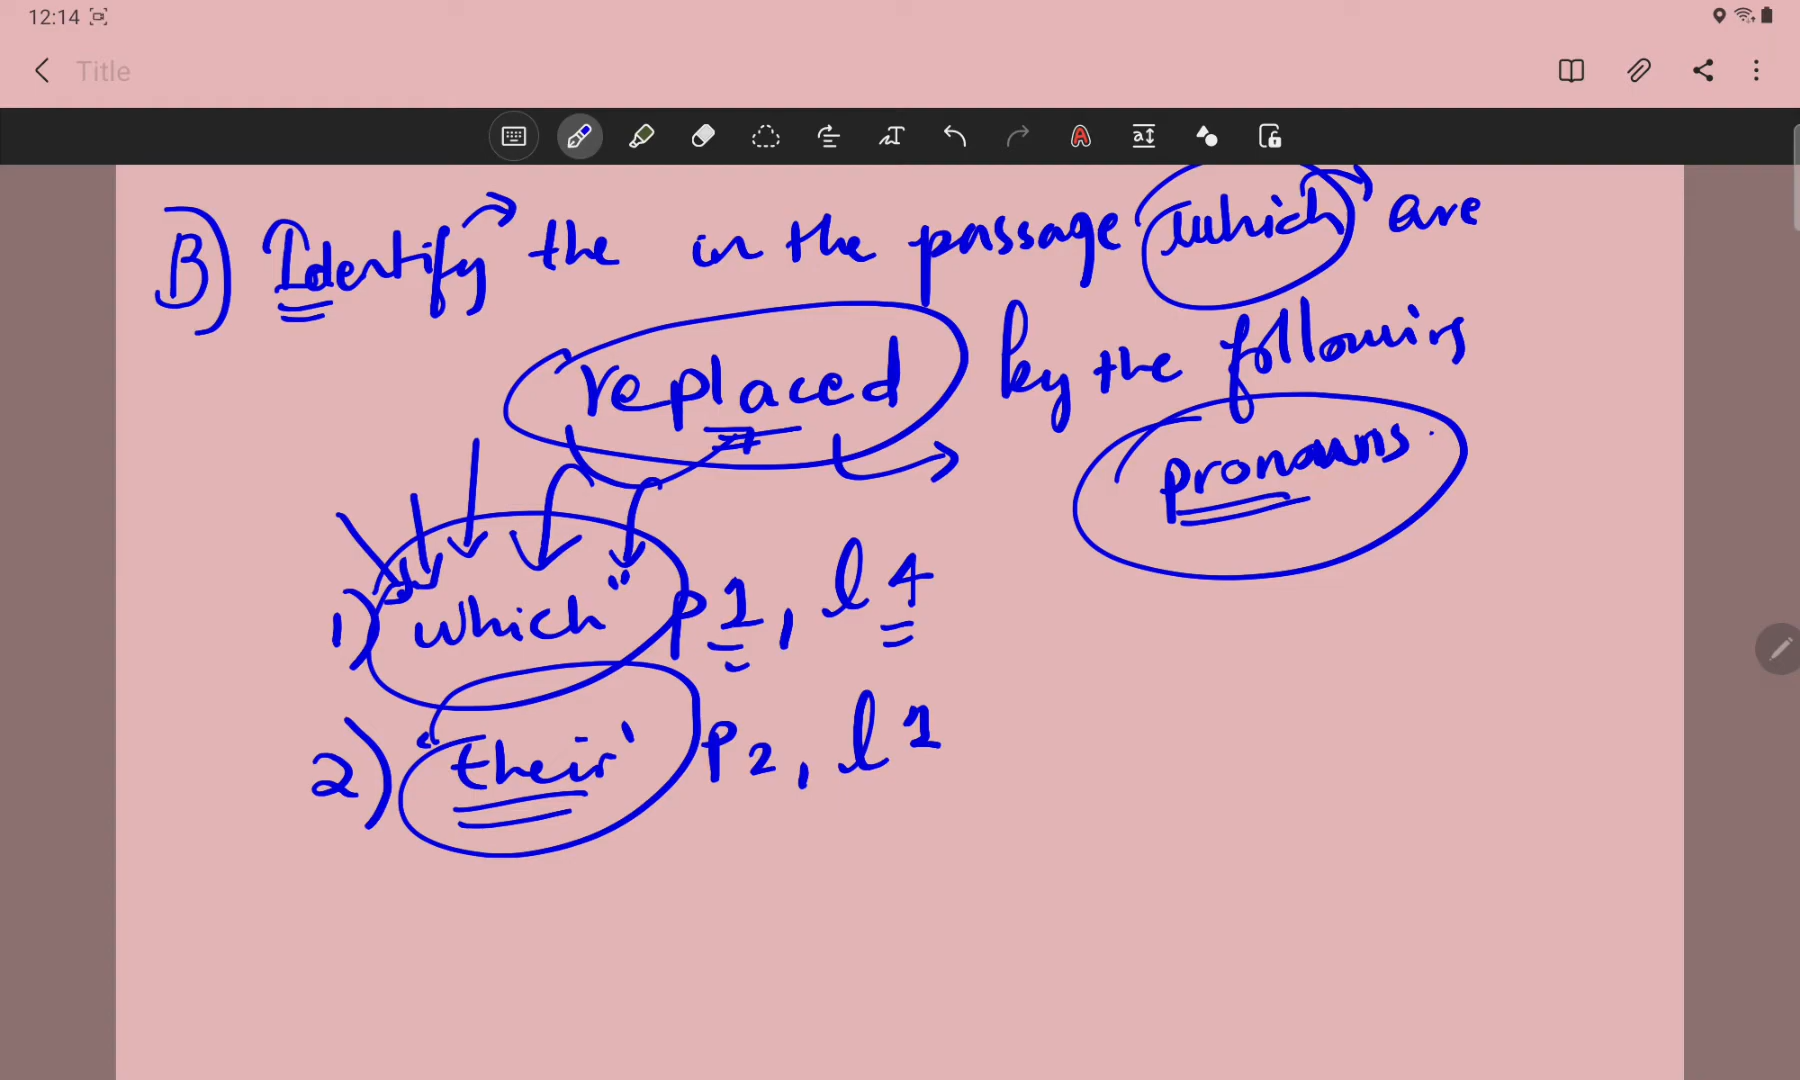 12:14
Title
B) Identify the in the passage which are
replaced by the following
pronouns.
1) which" p1, l4
2) "their" P2, l1